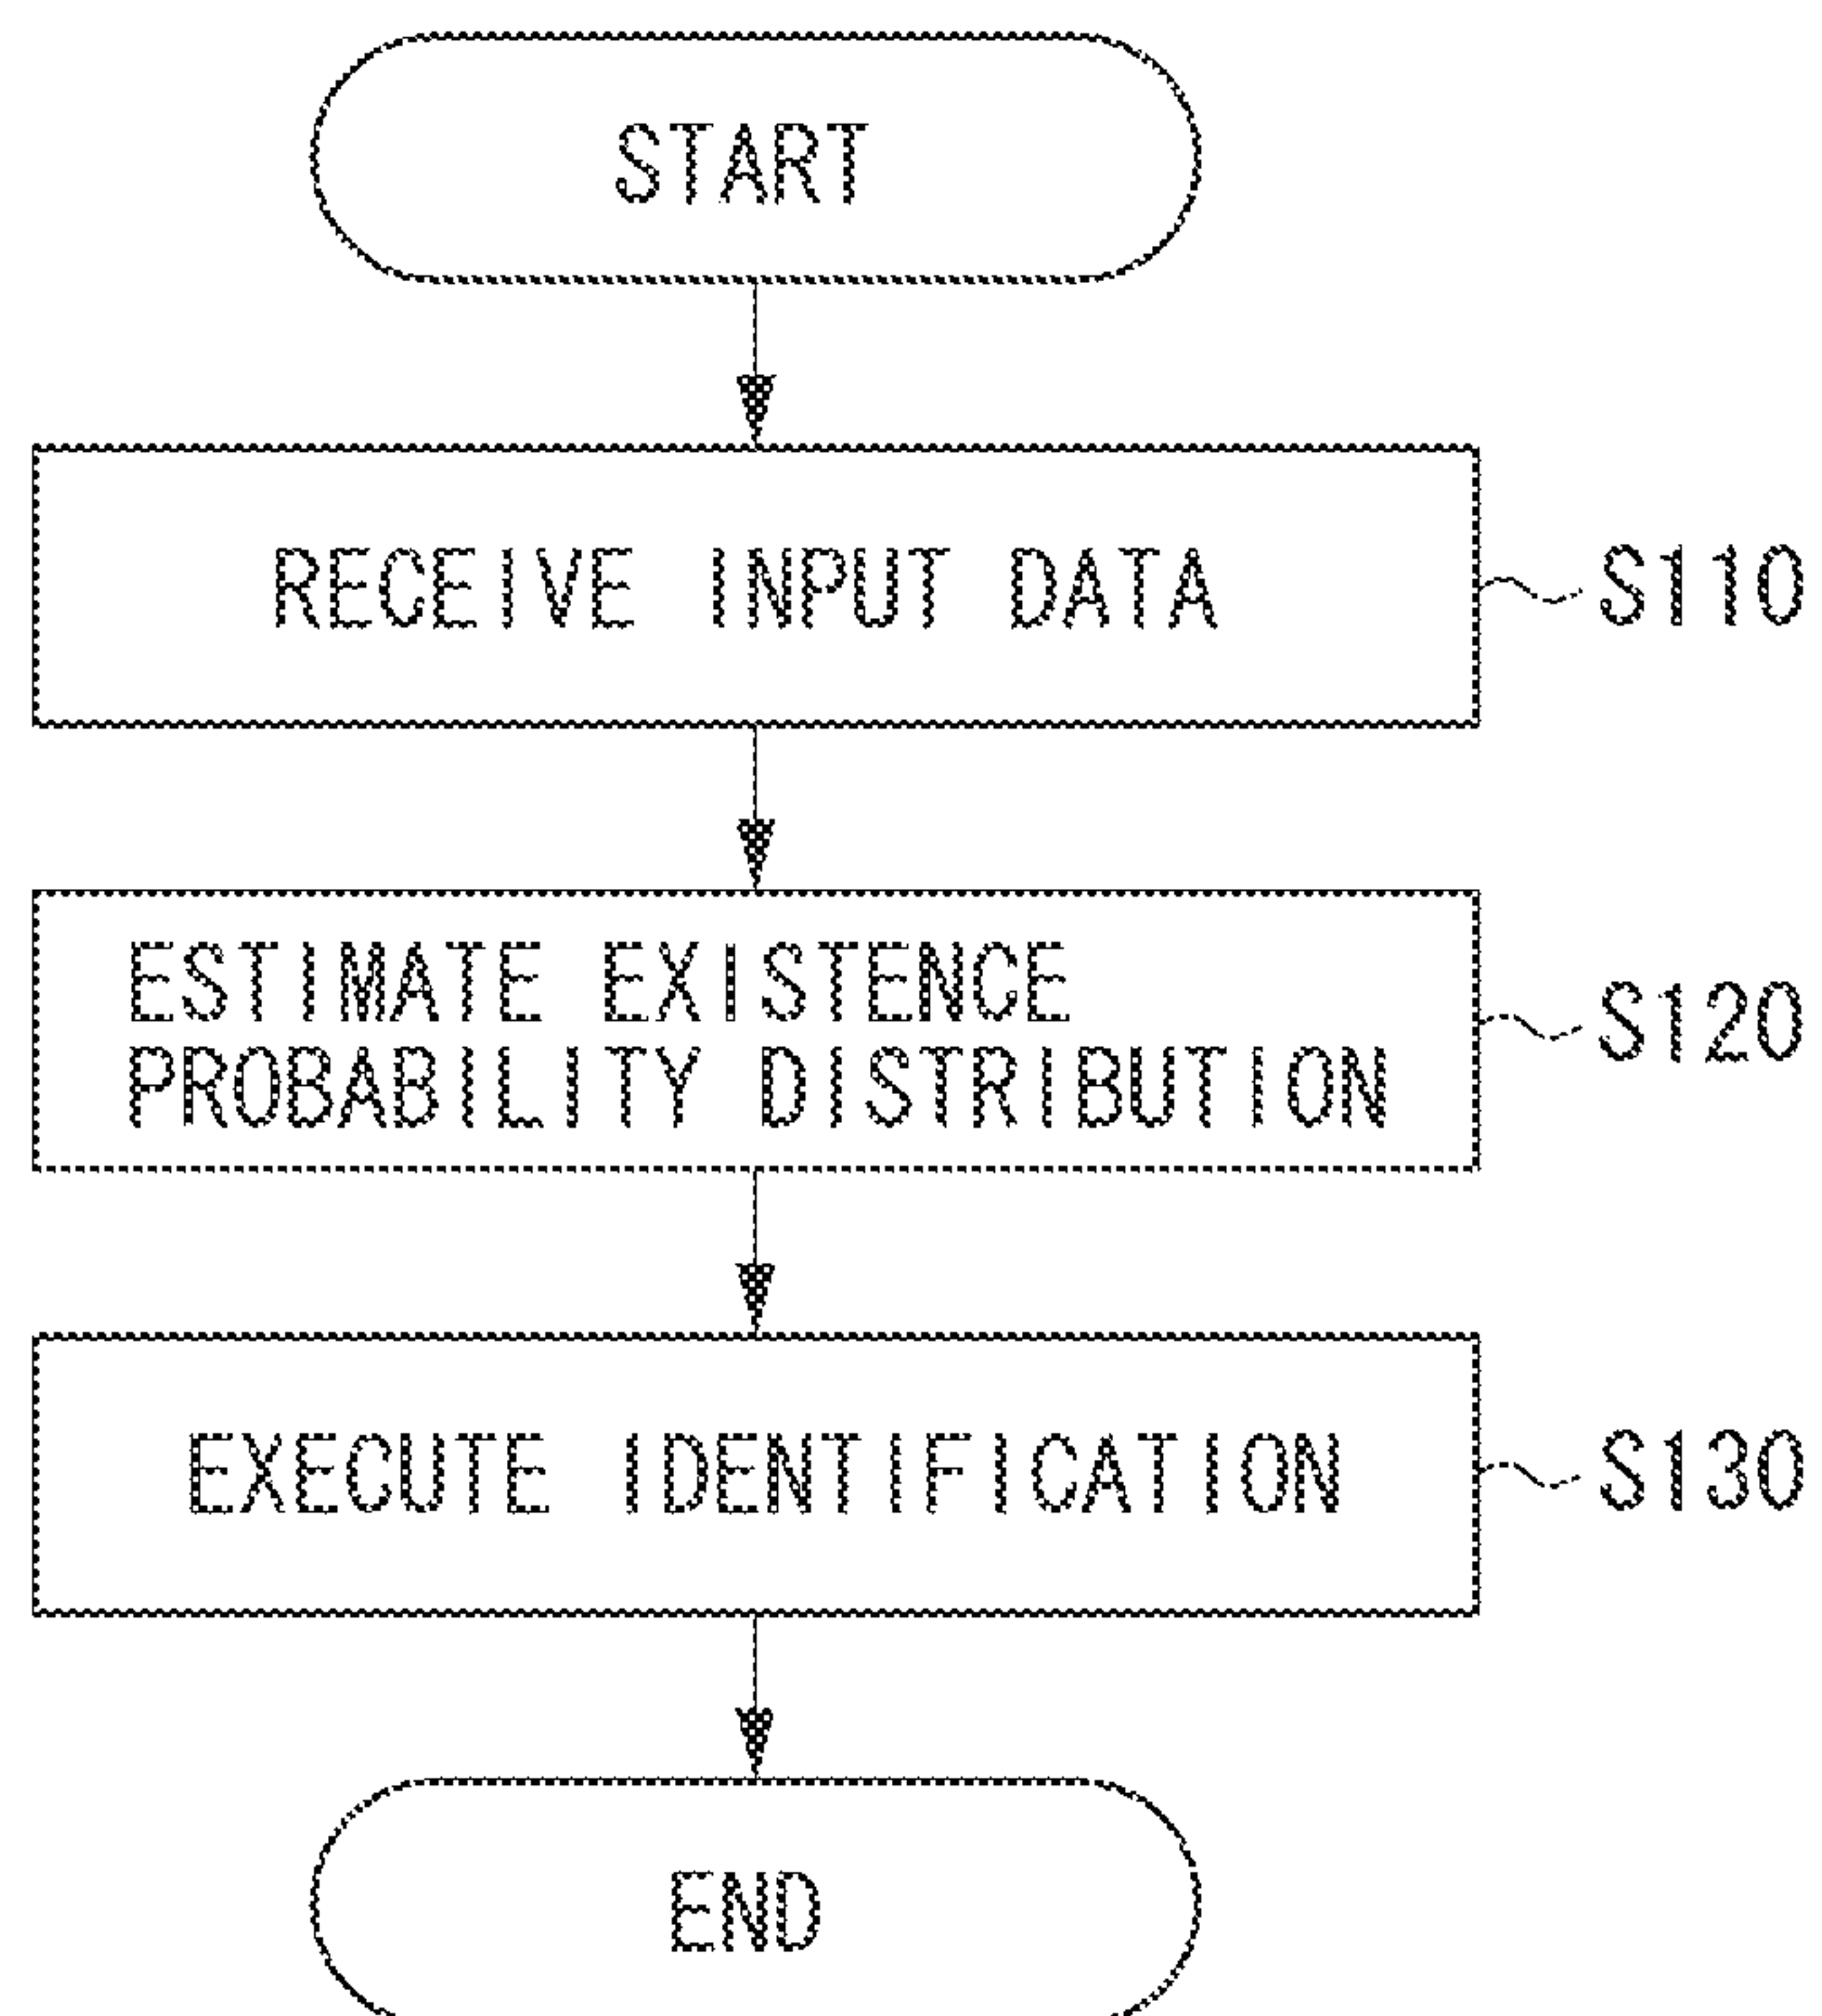 START
RECEIVE INPUT DATA
S110
ESTIMATE EXISTENCE
PROBABILITY DISTRIBUTION
S120
EXECUTE IDENTIFICATION
S130
END